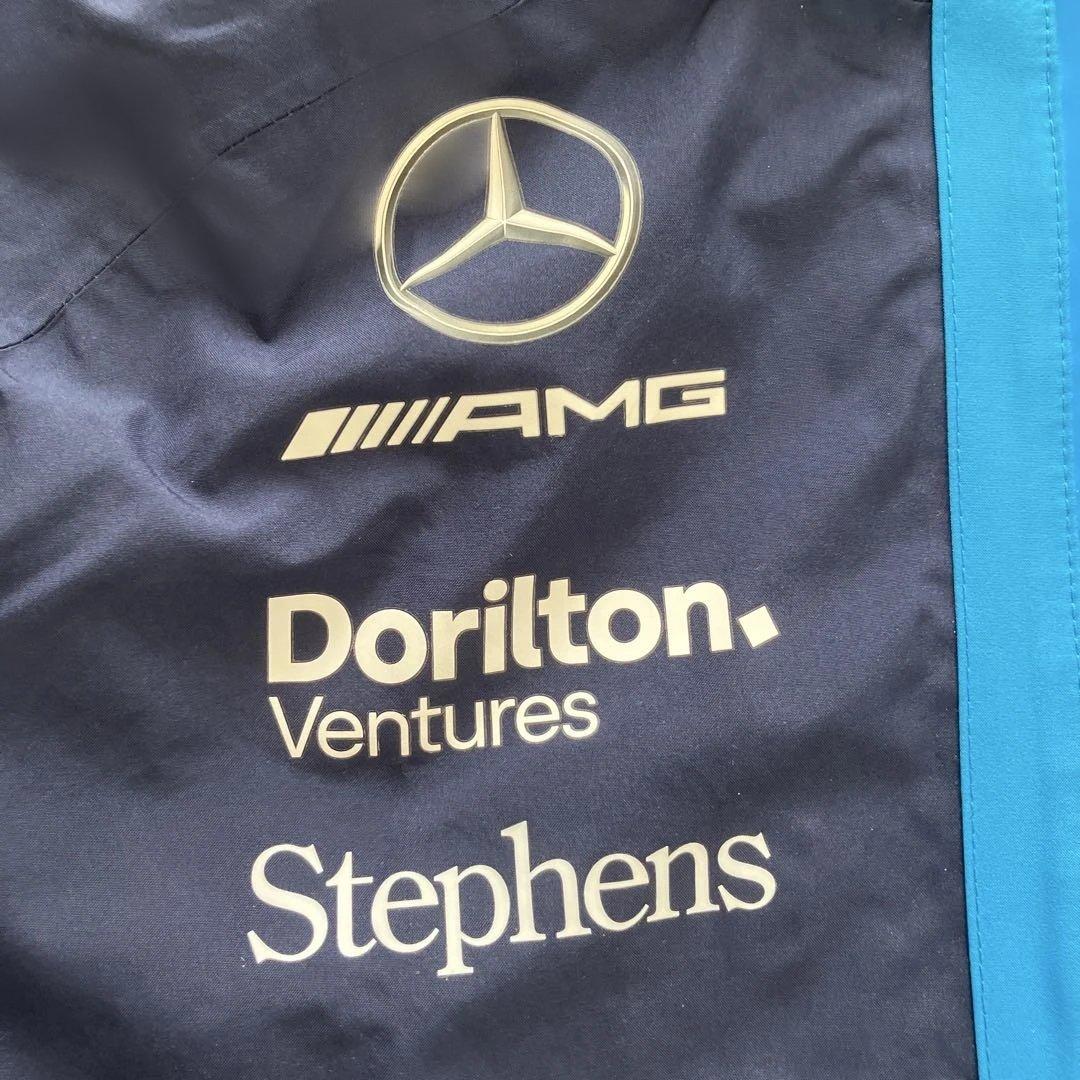 AMG
Dorilton.
Ventures
Stephens